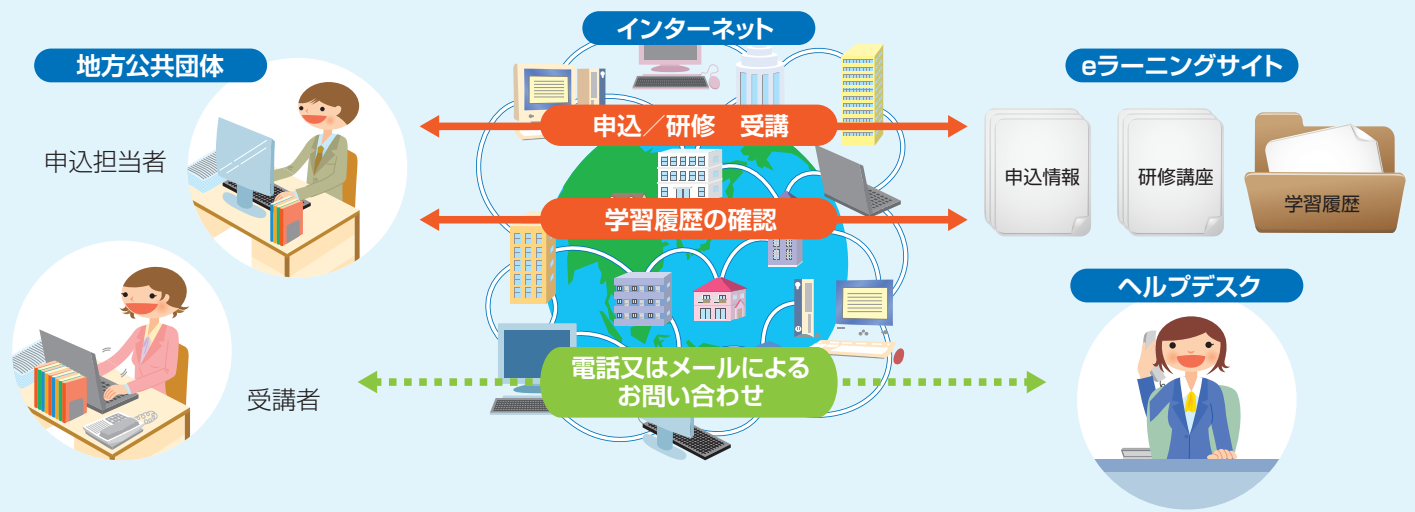 インターネット
地方公共団体
eラーニングサイト
申込／研修　受講
申込担当者
申込情報
研修講座
学習履歴
学習履歴の確認
ヘルプデスク
電話又はメールによる
お問い合わせ
受講者